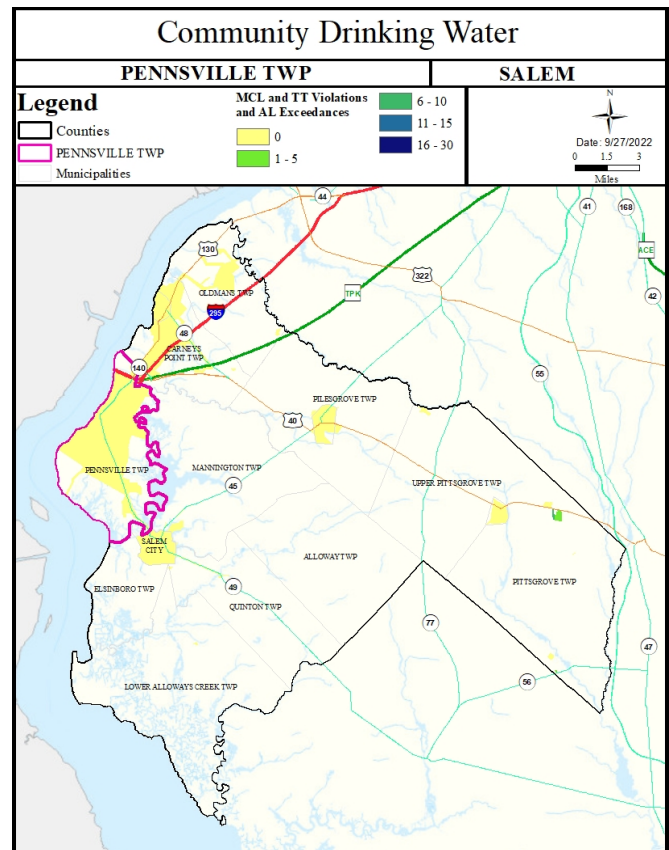 Community Drinking Water
PENNSVILLE TWP
SALEM
Legend
Counties
PENNSVILLE TWP
Municipalities
MCL and TT Violations
and AL Exceedances
0
1 - 5
6 - 10
11 - 15
16 - 30
N
Date: 9/27/2022
0 1.5 3
Miles
44
41
168
130
ACE
322
OLDMANS TWP
TPK
42
295
48
CARNEYS
POINT TWP
140
55
PILESGROVE TWP
40
PENNSVILLE TWP
MANNINGTON TWP
45
UPPER PITTSGROVE TWP
SALEM
CITY
ALLOWAY TWP
PITTSGROVE TWP
ELSINBORO TWP
49
QUINTON TWP
77
47
56
LOWER ALLOWAYS CREEK TWP